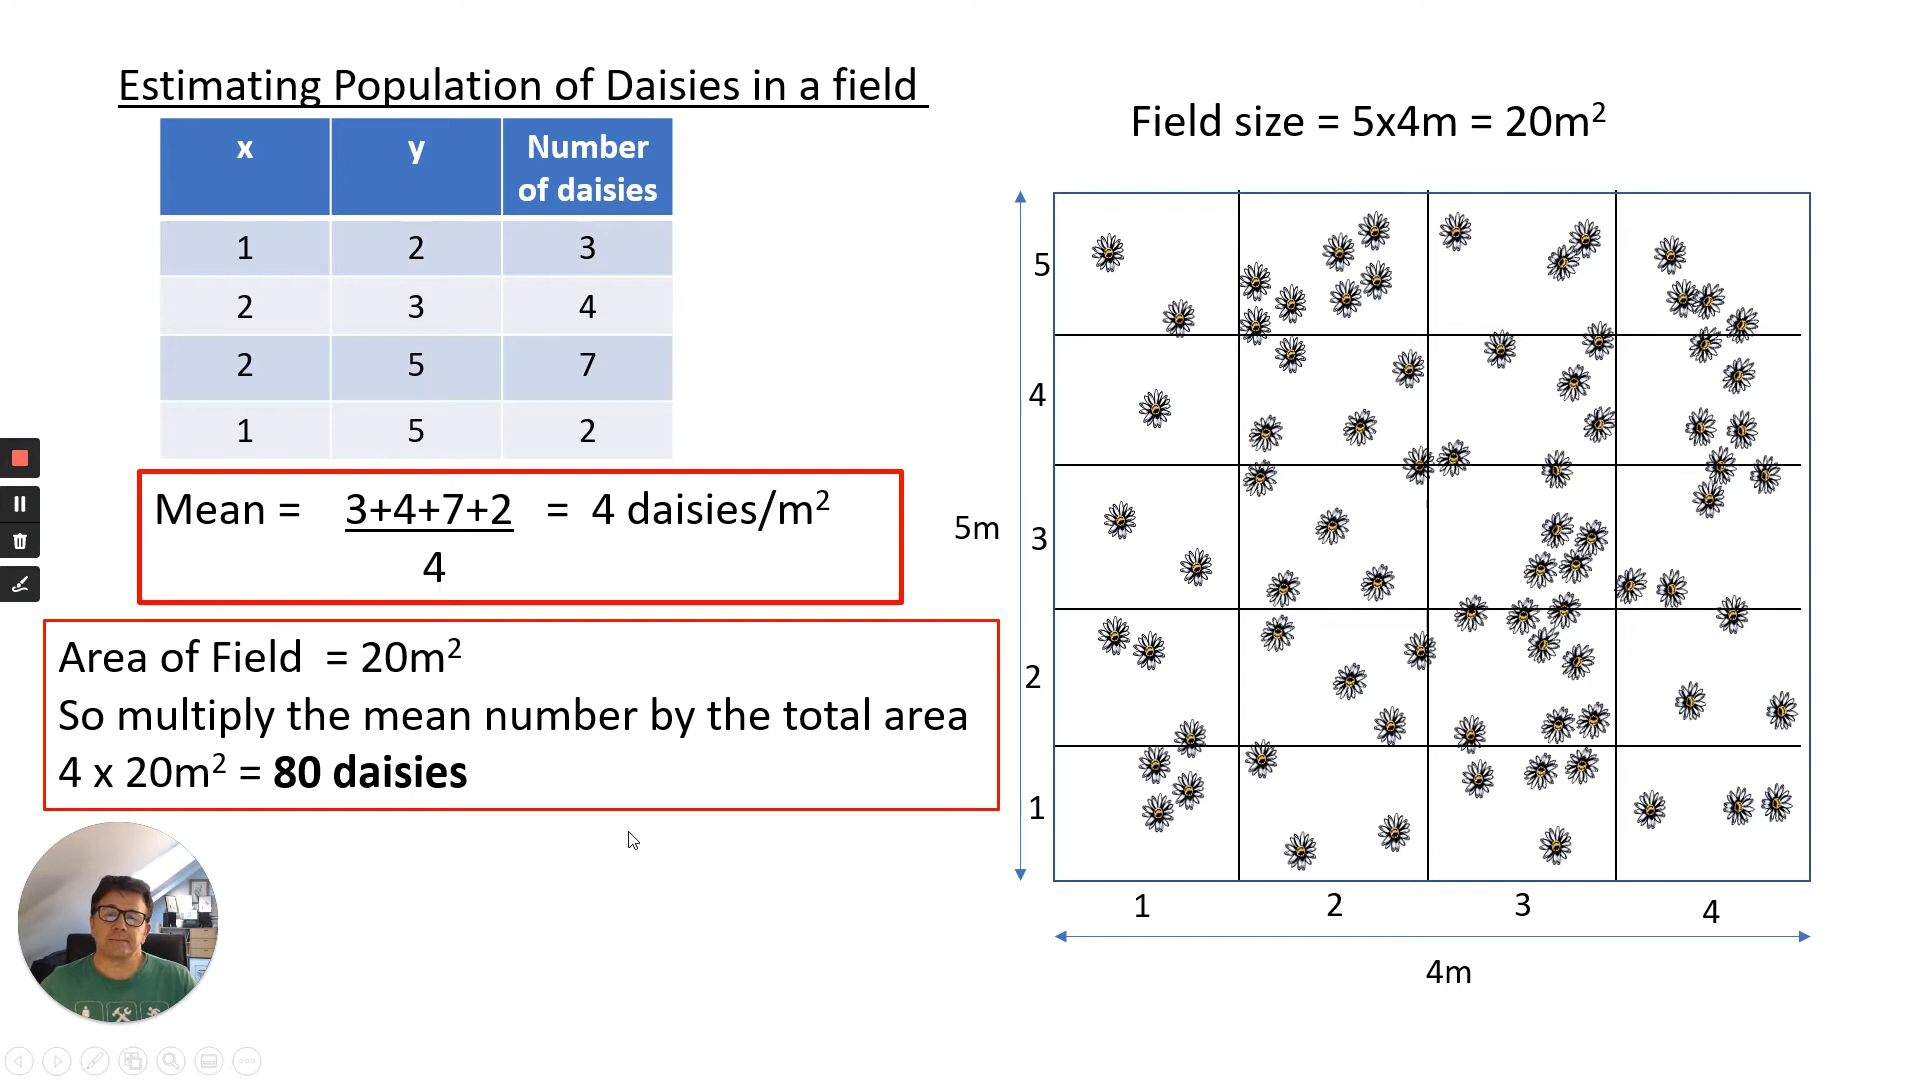 Estimating Population of Daisies in a field
x y Number
of daisies
1 2 3
2 3 4
2 5 7
1 5 2
Mean = 3+4+7+2 = 4 daisies/m²
4
Area of Field = 20m²
So multiply the mean number by the total area
4 x 20m² = 80 daisies
Field size = 5x4m = 20m²
5
4
5m
3
2
1
1 2 3 4
4m